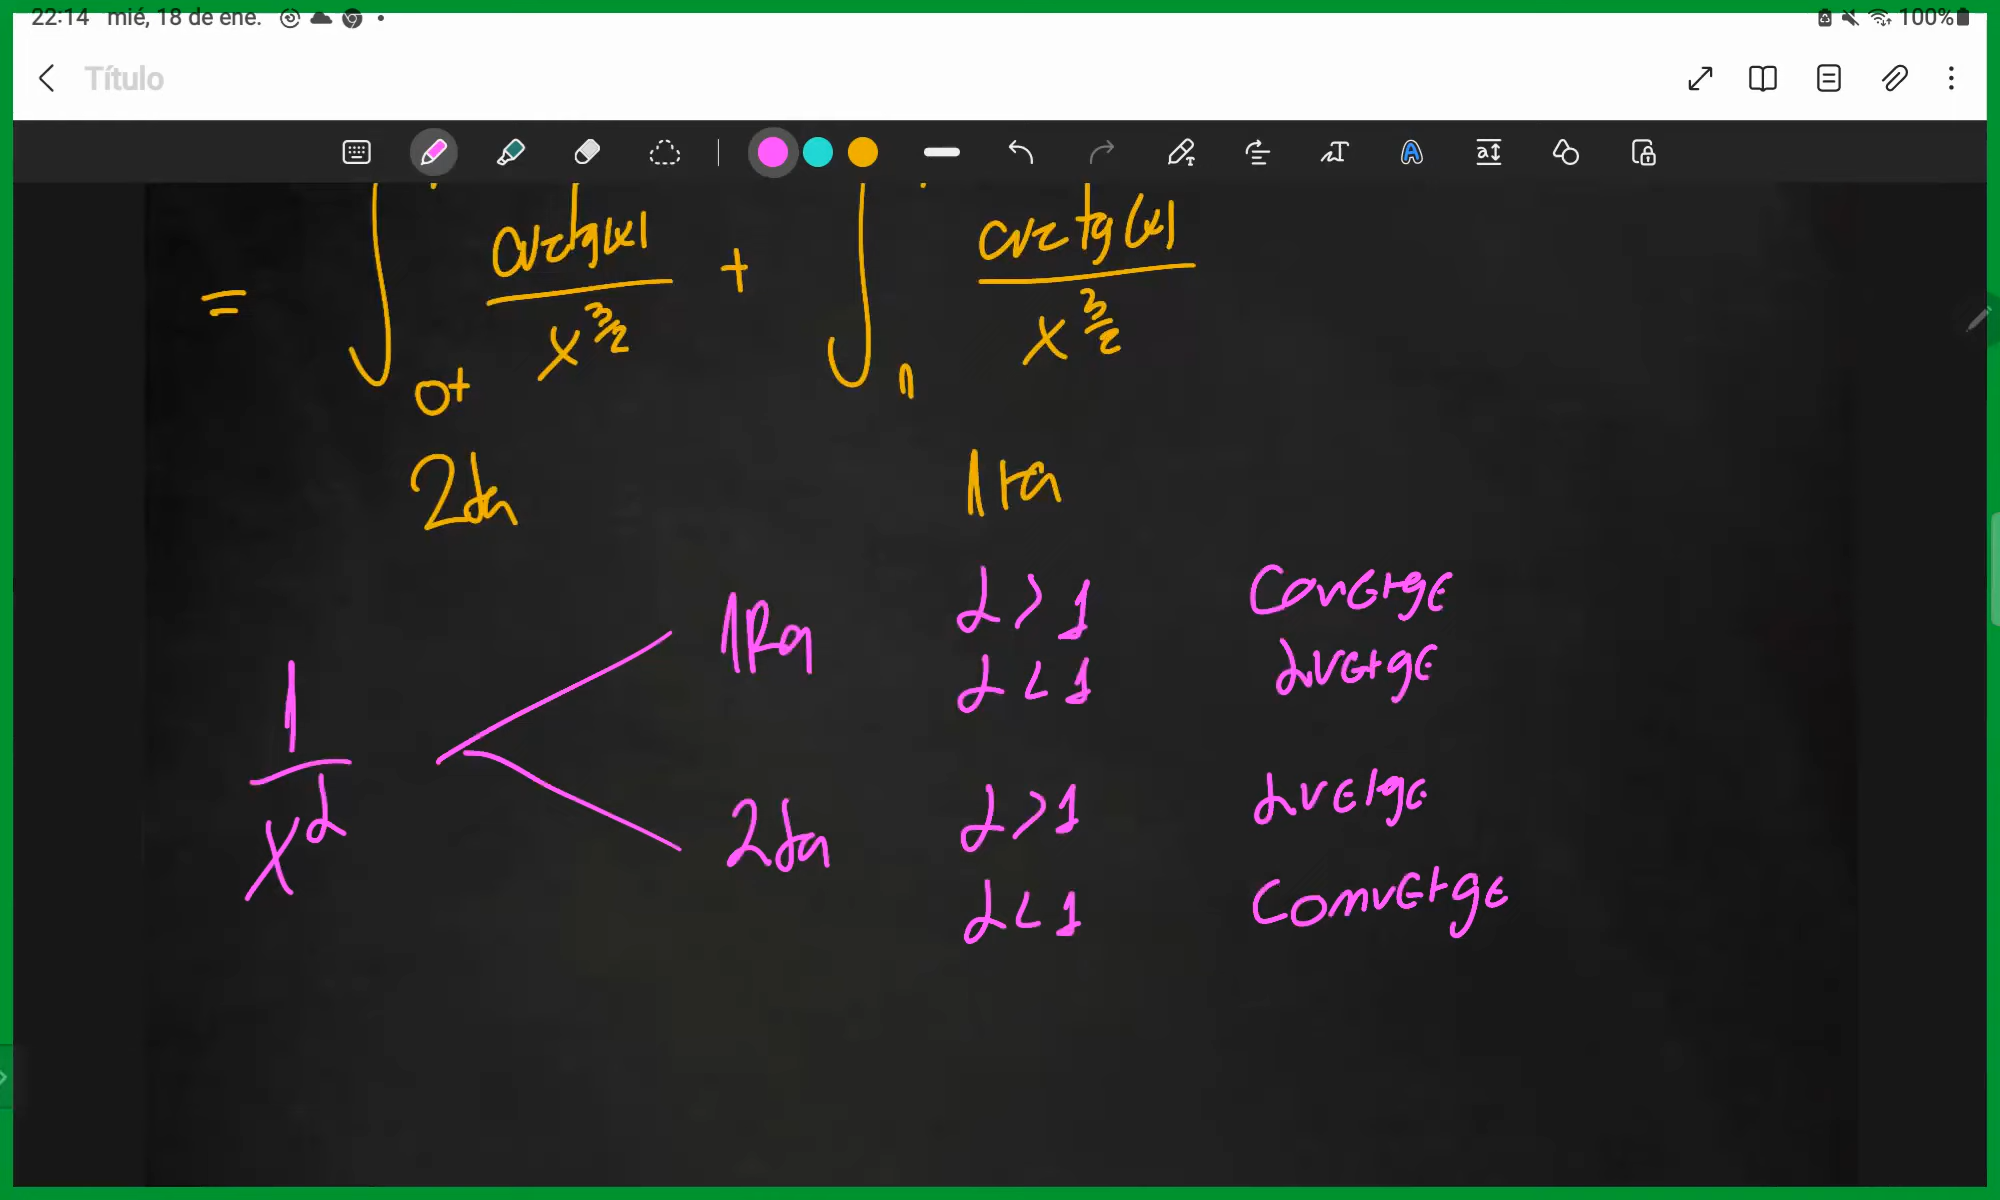 22:14 mié, 18 de ene. 100%
Título
= ∫ arctg(x) / x^3/2 + ∫ arctg(x) / x^3/2
0+ 1
2da 1ra
1Ra α > 1 Converge
α < 1 diverge
1 / x^α
2da α > 1 diverge
α < 1 Converge